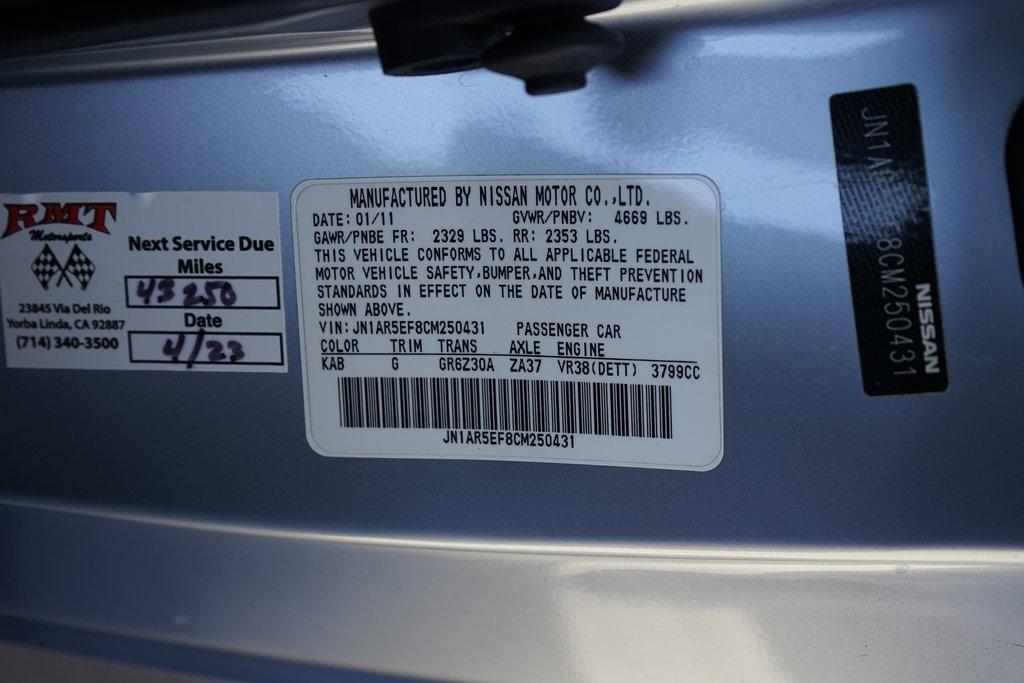 RMT
Motorsports
Next Service Due
Miles
43 250
Date
4/23
23845 Via Del Rio
Yorba Linda, CA 92887
(714) 340-3500
MANUFACTURED BY NISSAN MOTOR CO.,LTD.
DATE: 01/11 GVWR/PNBV: 4669 LBS.
GAWR/PNBE FR: 2329 LBS. RR: 2353 LBS.
THIS VEHICLE CONFORMS TO ALL APPLICABLE FEDERAL
MOTOR VEHICLE SAFETY,BUMPER,AND THEFT PREVENTION
STANDARDS IN EFFECT ON THE DATE OF MANUFACTURE
SHOWN ABOVE.
VIN: JN1AR5EF8CM250431 PASSENGER CAR
COLOR TRIM TRANS AXLE ENGINE
KAB G GR6Z30A ZA37 VR38(DETT) 3799CC
JN1AR5EF8CM250431
NISSAN